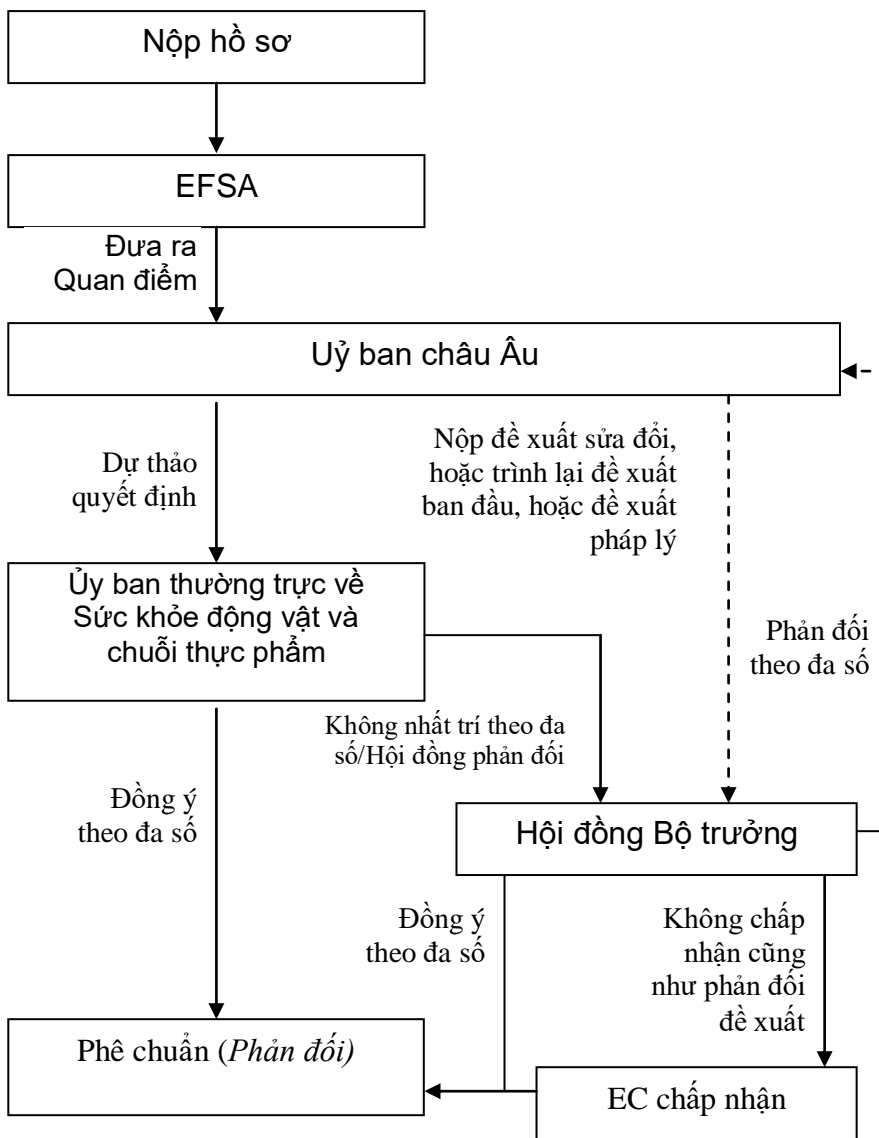 Nộp hồ sơ
EFSA
Đưa ra
Quan điểm
Uỷ ban châu Âu
Dự thảo
quyết định
Nộp đề xuất sửa đổi,
hoặc trình lại đề xuất
ban đầu, hoặc đề xuất
pháp lý
Ủy ban thường trực về
Sức khỏe động vật và
chuỗi thực phẩm
Phản đối
theo đa số
Không nhất trí theo đa
số/Hội đồng phản đối
Đồng ý
theo đa số
Hội đồng Bộ trưởng
Đồng ý
theo đa số
Không chấp
nhận cũng
như phản đối
đề xuất
Phê chuẩn (Phản đối)
EC chấp nhận